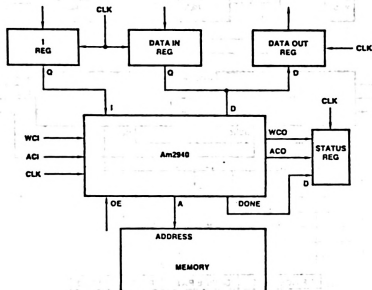 CLK
I
REG
DATA IN
REG
DATA OUT
REG
CLK
Q
Q
D
I
D
CLK
WCI
ACI
CLK
Am2940
WCO
ACO
STATUS
REG
D
OE
A
DONE
ADDRESS
MEMORY